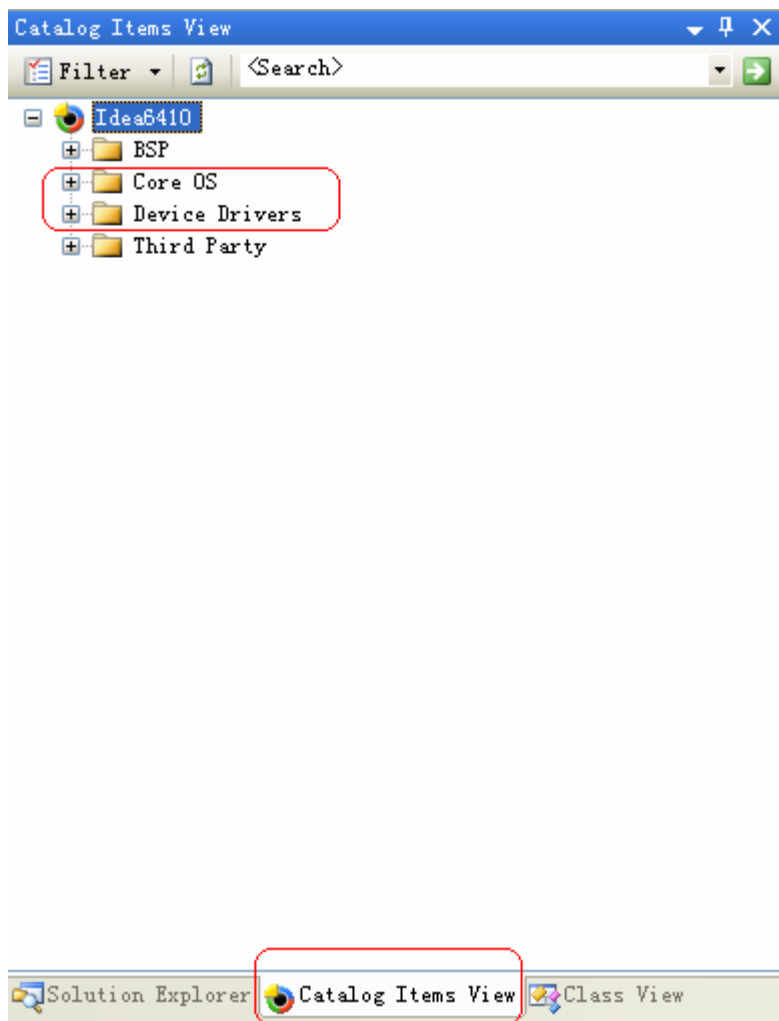 Catalog Items View
Filter
<Search>
Idea6410
BSP
Core OS
Device Drivers
Third Party
Solution Explorer
Catalog Items View
Class View